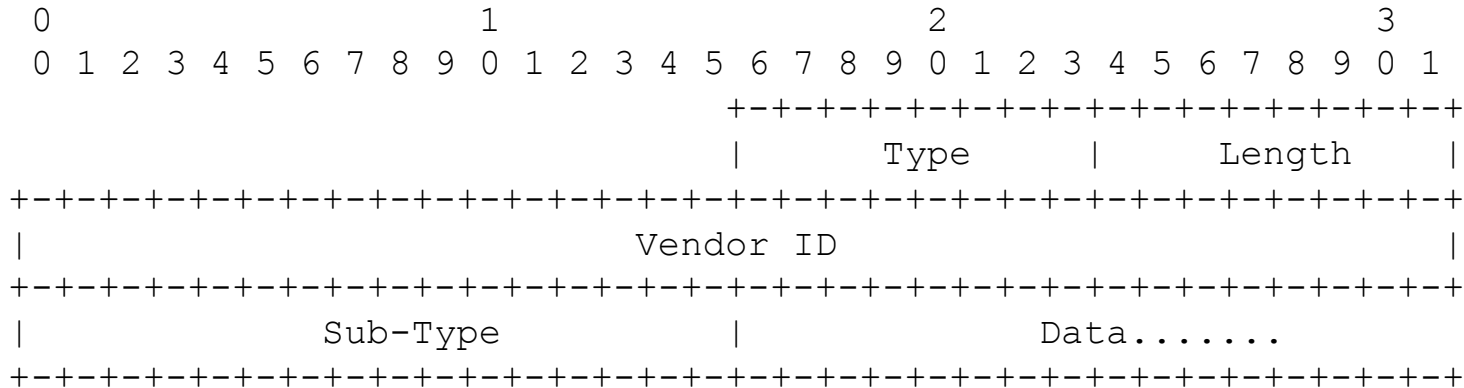 0                   1                   2                   3
 0 1 2 3 4 5 6 7 8 9 0 1 2 3 4 5 6 7 8 9 0 1 2 3 4 5 6 7 8 9 0 1
                                +-+-+-+-+-+-+-+-+-+-+-+-+-+-+-+-+
                                |      Type     |     Length    |
+-+-+-+-+-+-+-+-+-+-+-+-+-+-+-+-+-+-+-+-+-+-+-+-+-+-+-+-+-+-+-+-+
|                           Vendor ID                           |
+-+-+-+-+-+-+-+-+-+-+-+-+-+-+-+-+-+-+-+-+-+-+-+-+-+-+-+-+-+-+-+-+
|             Sub-Type          |             Data.......
+-+-+-+-+-+-+-+-+-+-+-+-+-+-+-+-+-+-+-+-+-+-+-+-+-+-+-+-+-+-+-+-+